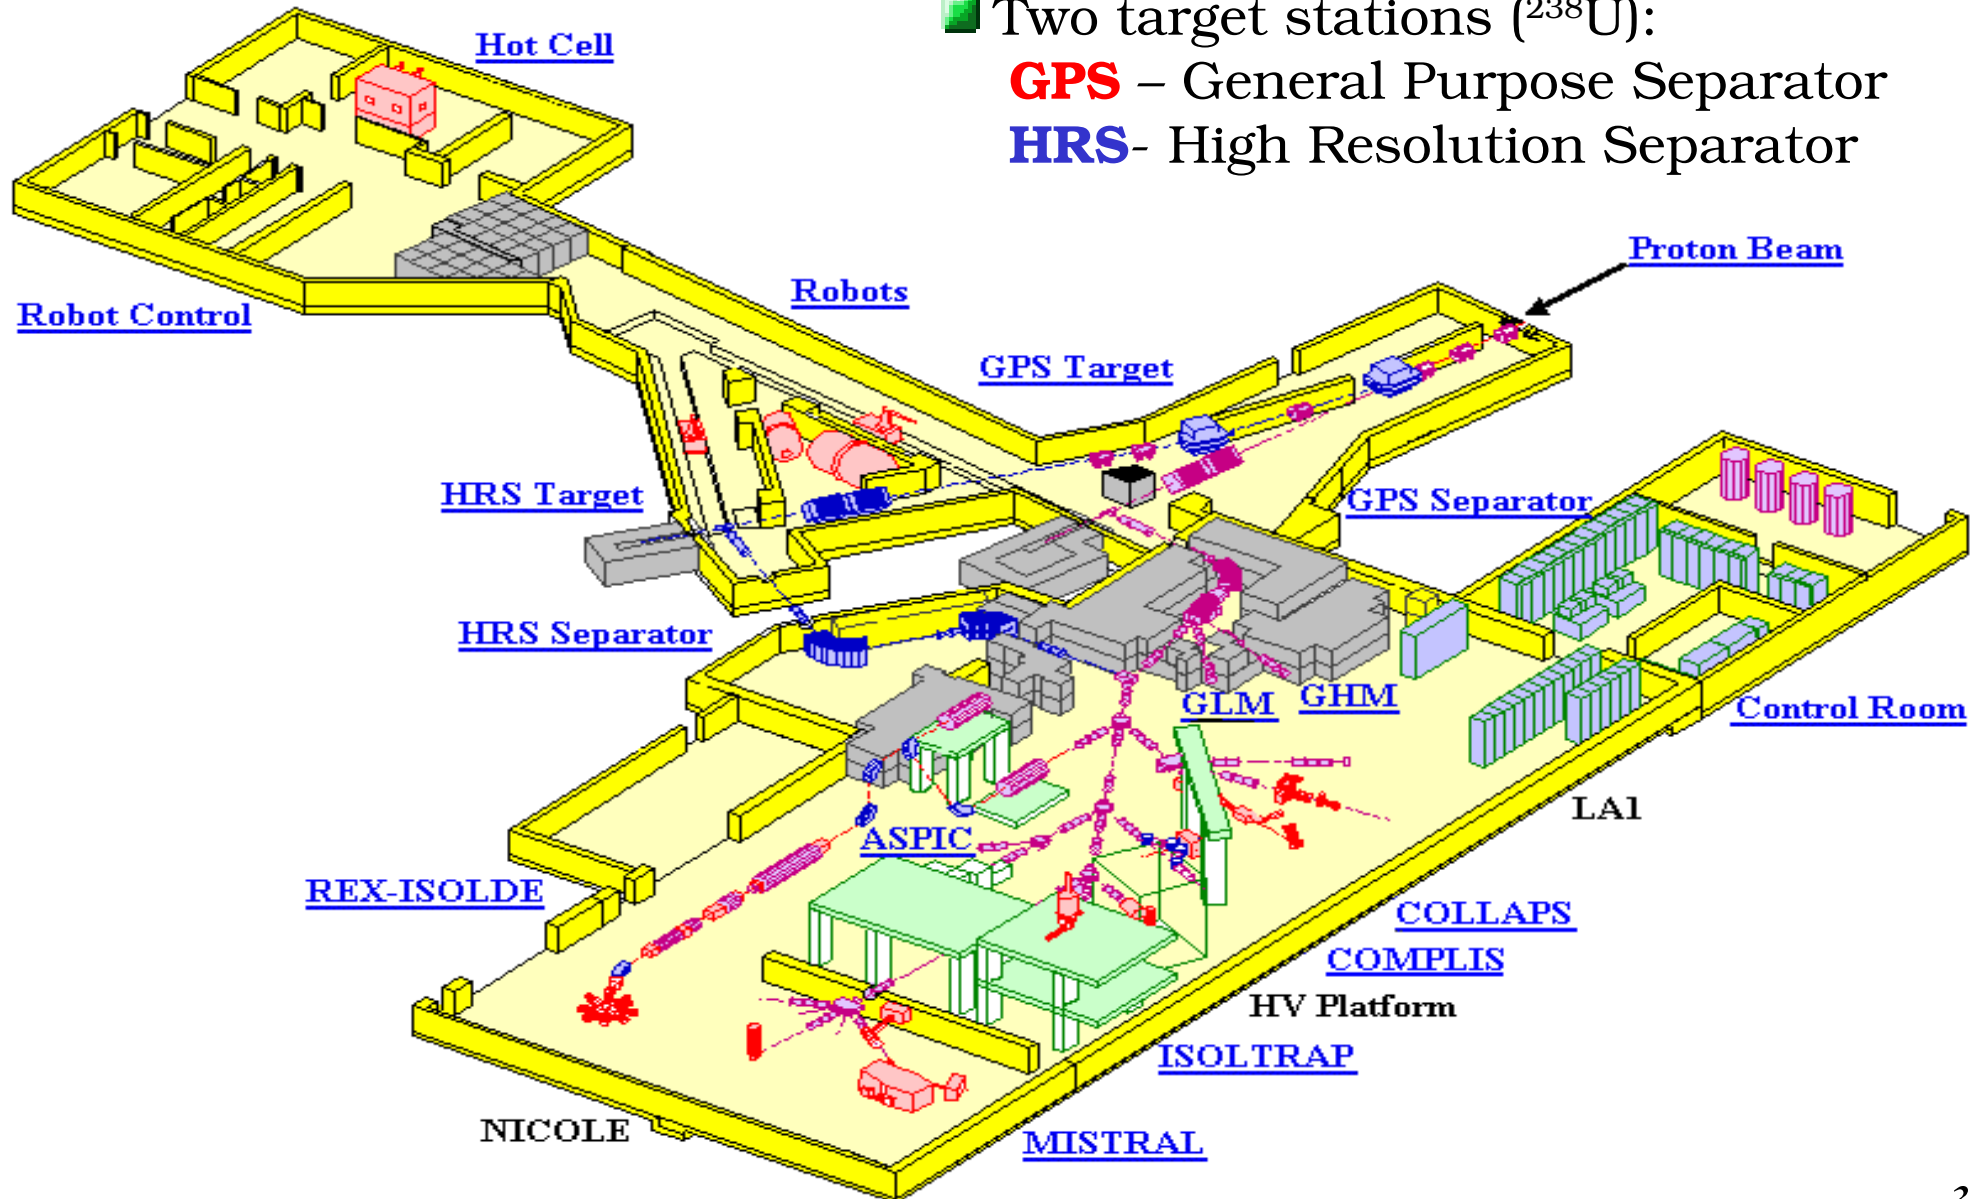 Two target stations (²³⁸U):
GPS – General Purpose Separator
HRS- High Resolution Separator
Hot Cell
Proton Beam
Robots
Robot Control
GPS Target
HRS Target
GPS Separator
HRS Separator
GLM
GHM
Control Room
LA1
ASPIC
REX-ISOLDE
COLLAPS
COMPLIS
HV Platform
ISOLTRAP
NICOLE
MISTRAL